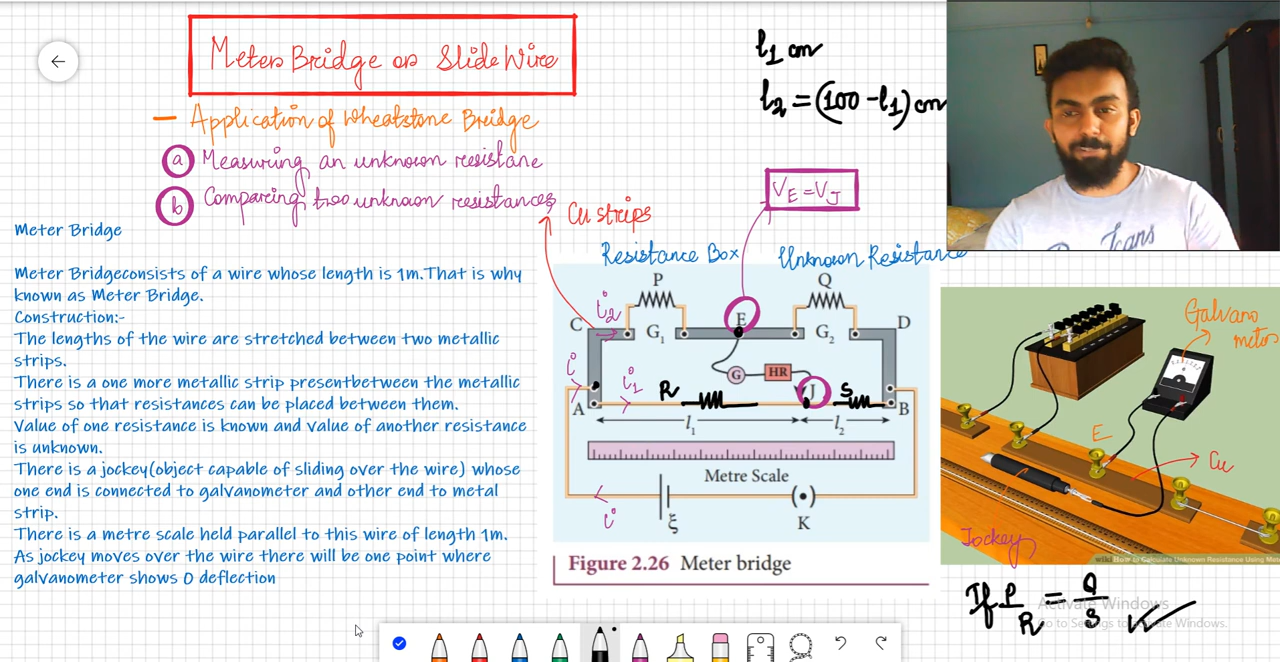 Meter Bridge or Slide Wire
l1 cm
l2 = (100 - l1) cm
Application of Wheatstone Bridge
a Measuring an unknown resistane
b Comparing two unknown resistances
VE = VJ
Cu strips
Meter Bridge
Resistance Box
Unknown Resistance
Meter Bridgeconsists of a wire whose length is 1m.That is why
known as Meter Bridge.
Construction:-
The lengths of the wire are stretched between two metallic
strips.
There is a one more metallic strip presentbetween the metallic
strips so that resistances can be placed between them.
Value of one resistance is known and value of another resistance
is unknown.
There is a jockey(object capable of sliding over the wire) whose
one end is connected to galvanometer and other end to metal
strip.
There is a metre scale held parallel to this wire of length 1m.
As jockey moves over the wire there will be one point where
galvanometer shows 0 deflection
P
Q
C
i2
G1
E
G2
D
i
i1
G
HR
R
J
S
A
B
l1
l2
Metre Scale
i
ξ
K
Figure 2.26 Meter bridge
Galvano
meter
E
Cu
Jockey
wiki How to Calculate Unknown Resistance Using Met
If P/R = Q/S
Activate Windows
Go to Settings to activate Windows.